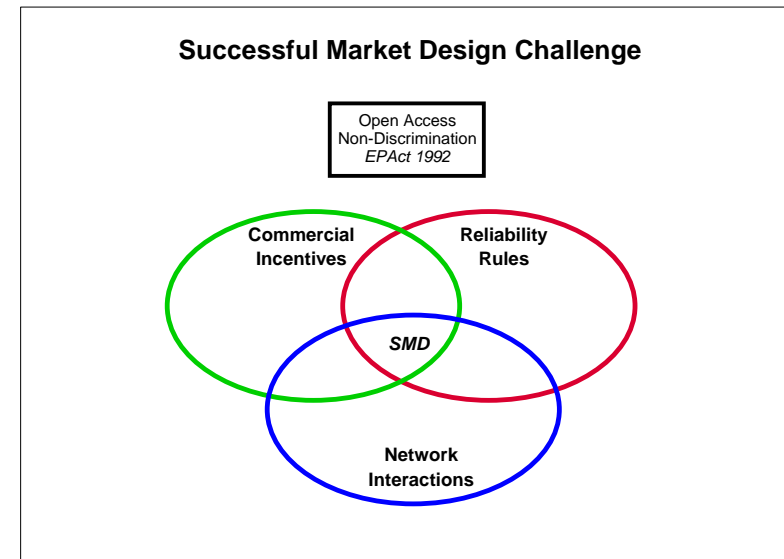 Successful Market Design Challenge
Open Access
Non-Discrimination
EPAct 1992
Commercial
Incentives
Reliability
Rules
SMD
Network
Interactions